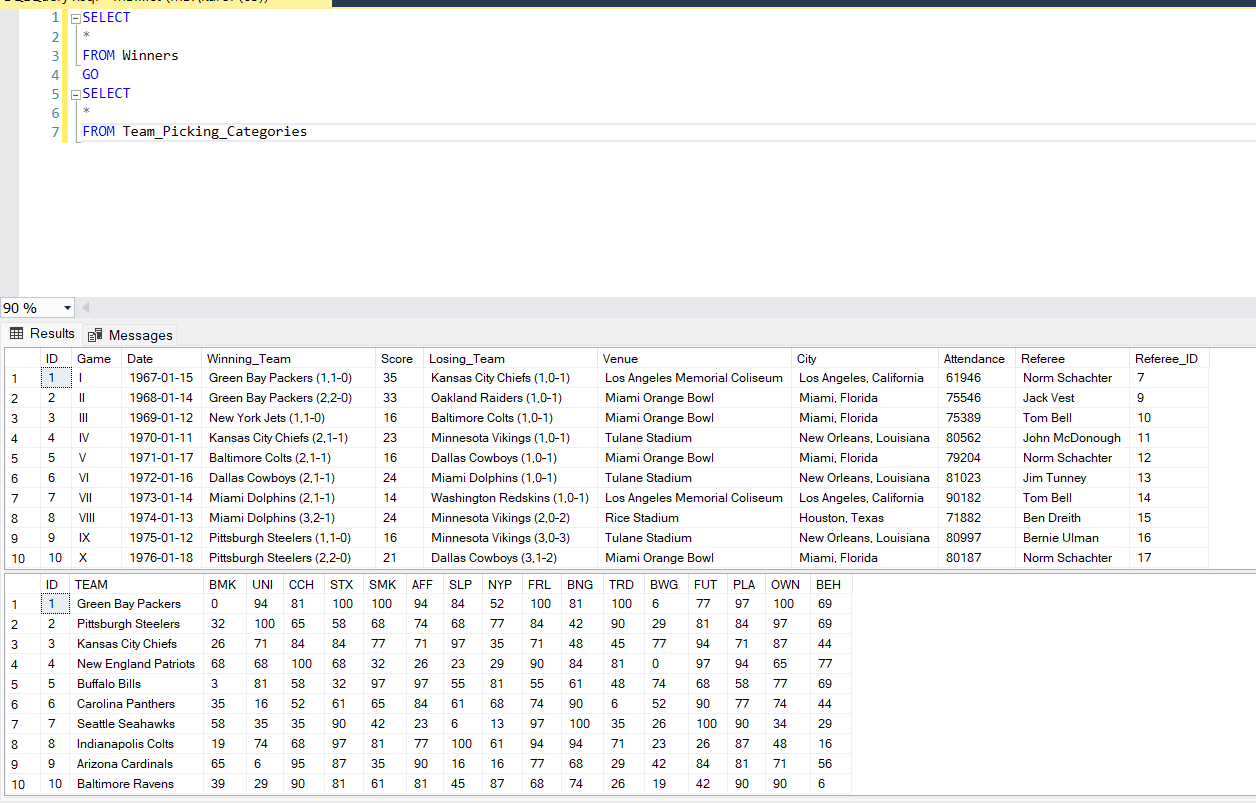 1 SELECT
2 *
3 FROM Winners
4 GO
5 SELECT
6 *
7 FROM Team_Picking_Categories
90 %
Results Messages
ID Game Date Winning_Team Score Losing_Team Venue City Attendance Referee Referee_ID
1 1 I 1967-01-15 Green Bay Packers (1,1-0) 35 Kansas City Chiefs (1,0-1) Los Angeles Memorial Coliseum Los Angeles, California 61946 Norm Schachter 7
2 2 II 1968-01-14 Green Bay Packers (2,2-0) 33 Oakland Raiders (1,0-1) Miami Orange Bowl Miami, Florida 75546 Jack Vest 9
3 3 III 1969-01-12 New York Jets (1,1-0) 16 Baltimore Colts (1,0-1) Miami Orange Bowl Miami, Florida 75389 Tom Bell 10
4 4 IV 1970-01-11 Kansas City Chiefs (2,1-1) 23 Minnesota Vikings (1,0-1) Tulane Stadium New Orleans, Louisiana 80562 John McDonough 11
5 5 V 1971-01-17 Baltimore Colts (2,1-1) 16 Dallas Cowboys (1,0-1) Miami Orange Bowl Miami, Florida 79204 Norm Schachter 12
6 6 VI 1972-01-16 Dallas Cowboys (2,1-1) 24 Miami Dolphins (1,0-1) Tulane Stadium New Orleans, Louisiana 81023 Jim Tunney 13
7 7 VII 1973-01-14 Miami Dolphins (2,1-1) 14 Washington Redskins (1,0-1) Los Angeles Memorial Coliseum Los Angeles, California 90182 Tom Bell 14
8 8 VIII 1974-01-13 Miami Dolphins (3,2-1) 24 Minnesota Vikings (2,0-2) Rice Stadium Houston, Texas 71882 Ben Dreith 15
9 9 IX 1975-01-12 Pittsburgh Steelers (1,1-0) 16 Minnesota Vikings (3,0-3) Tulane Stadium New Orleans, Louisiana 80997 Bernie Ulman 16
10 10 X 1976-01-18 Pittsburgh Steelers (2,2-0) 21 Dallas Cowboys (3,1-2) Miami Orange Bowl Miami, Florida 80187 Norm Schachter 17
ID TEAM BMK UNI CCH STX SMK AFF SLP NYP FRL BNG TRD BWG FUT PLA OWN BEH
1 1 Green Bay Packers 0 94 81 100 100 94 84 52 100 81 100 6 77 97 100 69
2 2 Pittsburgh Steelers 32 100 65 58 68 74 68 77 84 42 90 29 81 84 97 69
3 3 Kansas City Chiefs 26 71 84 84 77 71 97 35 71 48 45 77 94 71 87 44
4 4 New England Patriots 68 68 100 68 32 26 23 29 90 84 81 0 97 94 65 77
5 5 Buffalo Bills 3 81 58 32 97 97 55 81 55 61 48 74 68 58 77 69
6 6 Carolina Panthers 35 16 52 61 65 84 61 68 74 90 6 52 90 77 74 44
7 7 Seattle Seahawks 58 35 35 90 42 23 6 13 97 100 35 26 100 90 34 29
8 8 Indianapolis Colts 19 74 68 97 81 77 100 61 94 94 71 23 26 87 48 16
9 9 Arizona Cardinals 65 6 95 87 35 90 16 16 77 68 29 42 84 81 71 56
10 10 Baltimore Ravens 39 29 90 81 61 81 45 87 68 74 26 19 42 90 90 6